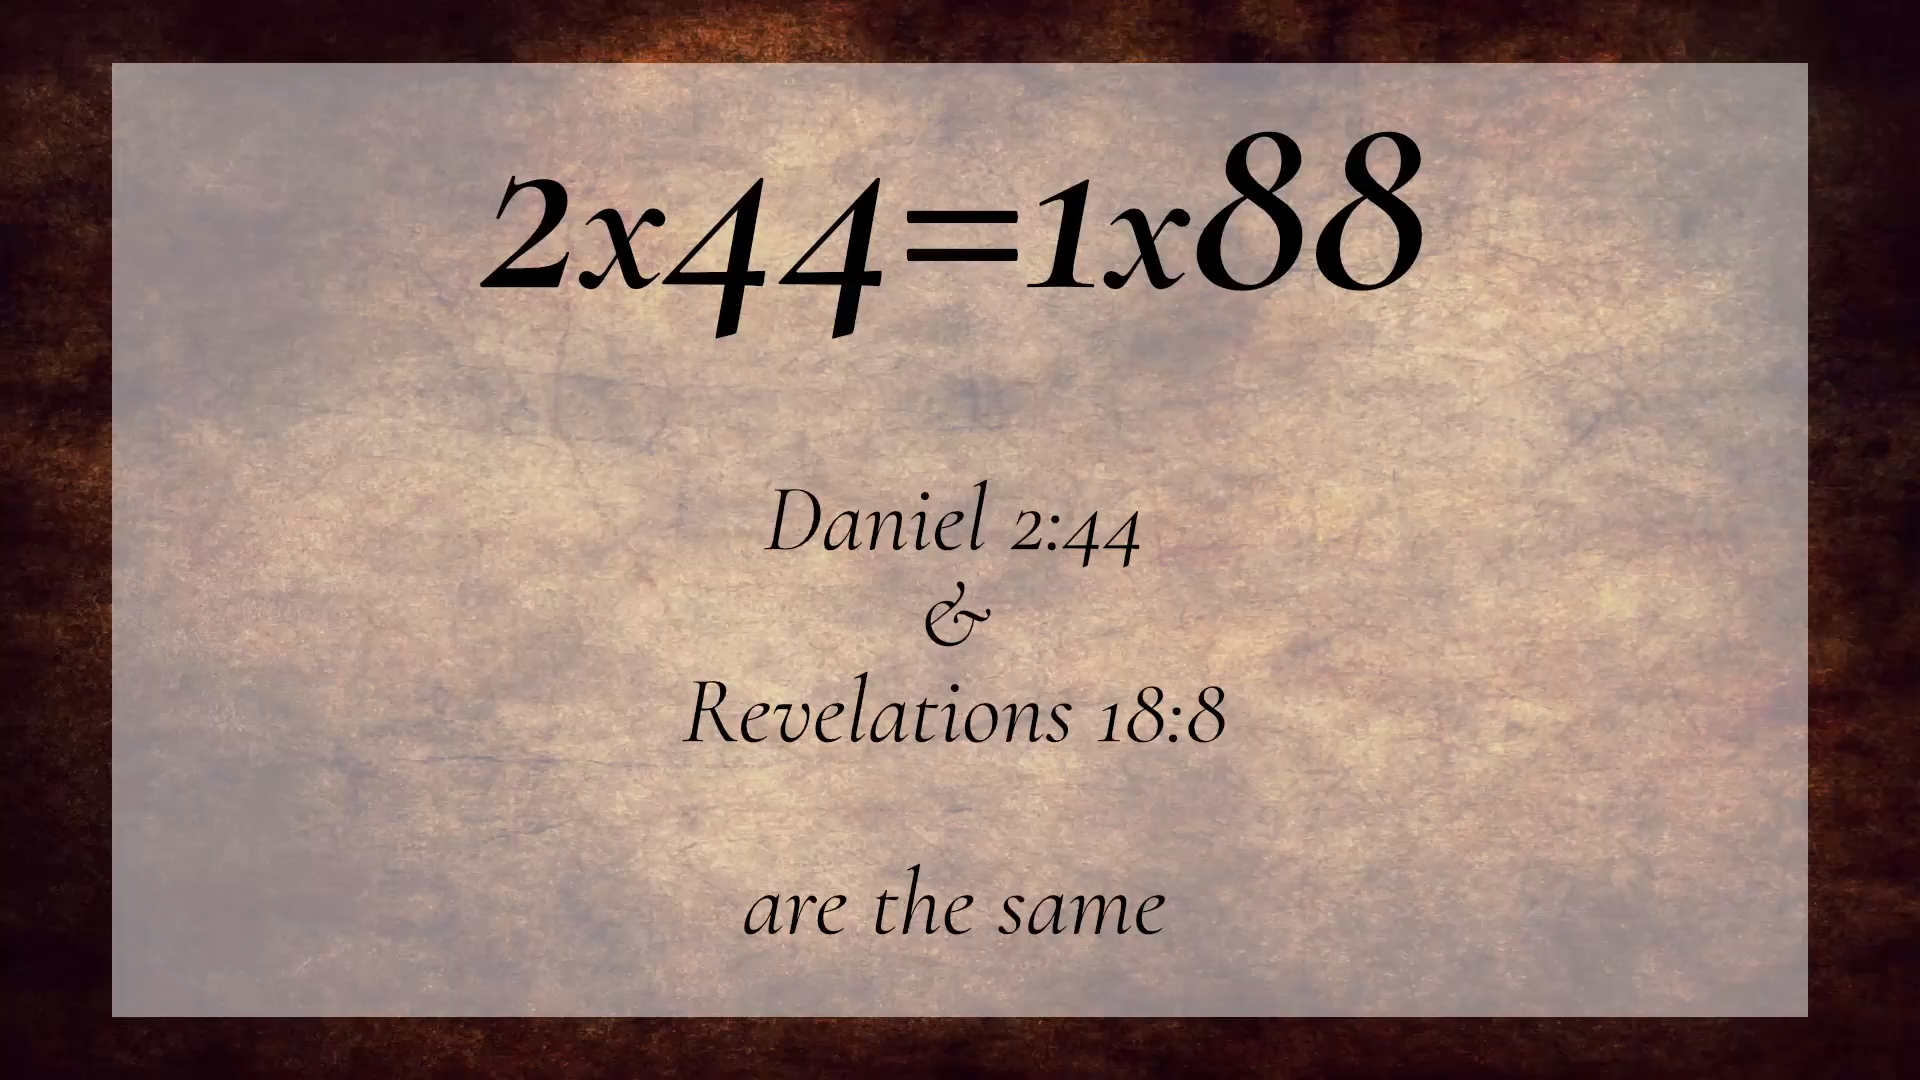 2x44=1x88
Daniel 2:44
&
Revelations 18:8
are the same